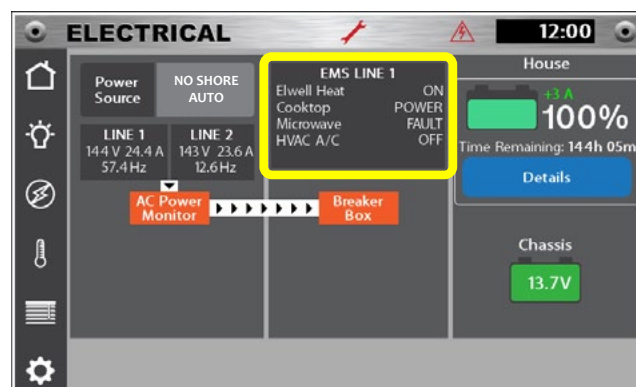 ELECTRICAL
12:00
Power Source
NO SHORE AUTO
LINE 1
144 V 24.4 A
57.4 Hz
LINE 2
143 V 23.6 A
12.6 Hz
AC Power Monitor
Breaker Box
EMS LINE 1
Elwell Heat ON
Cooktop POWER
Microwave FAULT
HVAC A/C OFF
House
+3 A
100%
Time Remaining: 144h 05m
Details
Chassis
13.7V